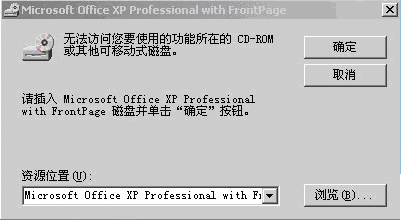 Microsoft Office XP Professional with FrontPage
无法访问您要使用的功能所在的 CD-ROM
或其他可移动式磁盘。
确定
取消
请插入 Microsoft Office XP Professional
with FrontPage 磁盘并单击“确定”按钮。
资源位置(U):
Microsoft Office XP Professional with F
浏览(B)...